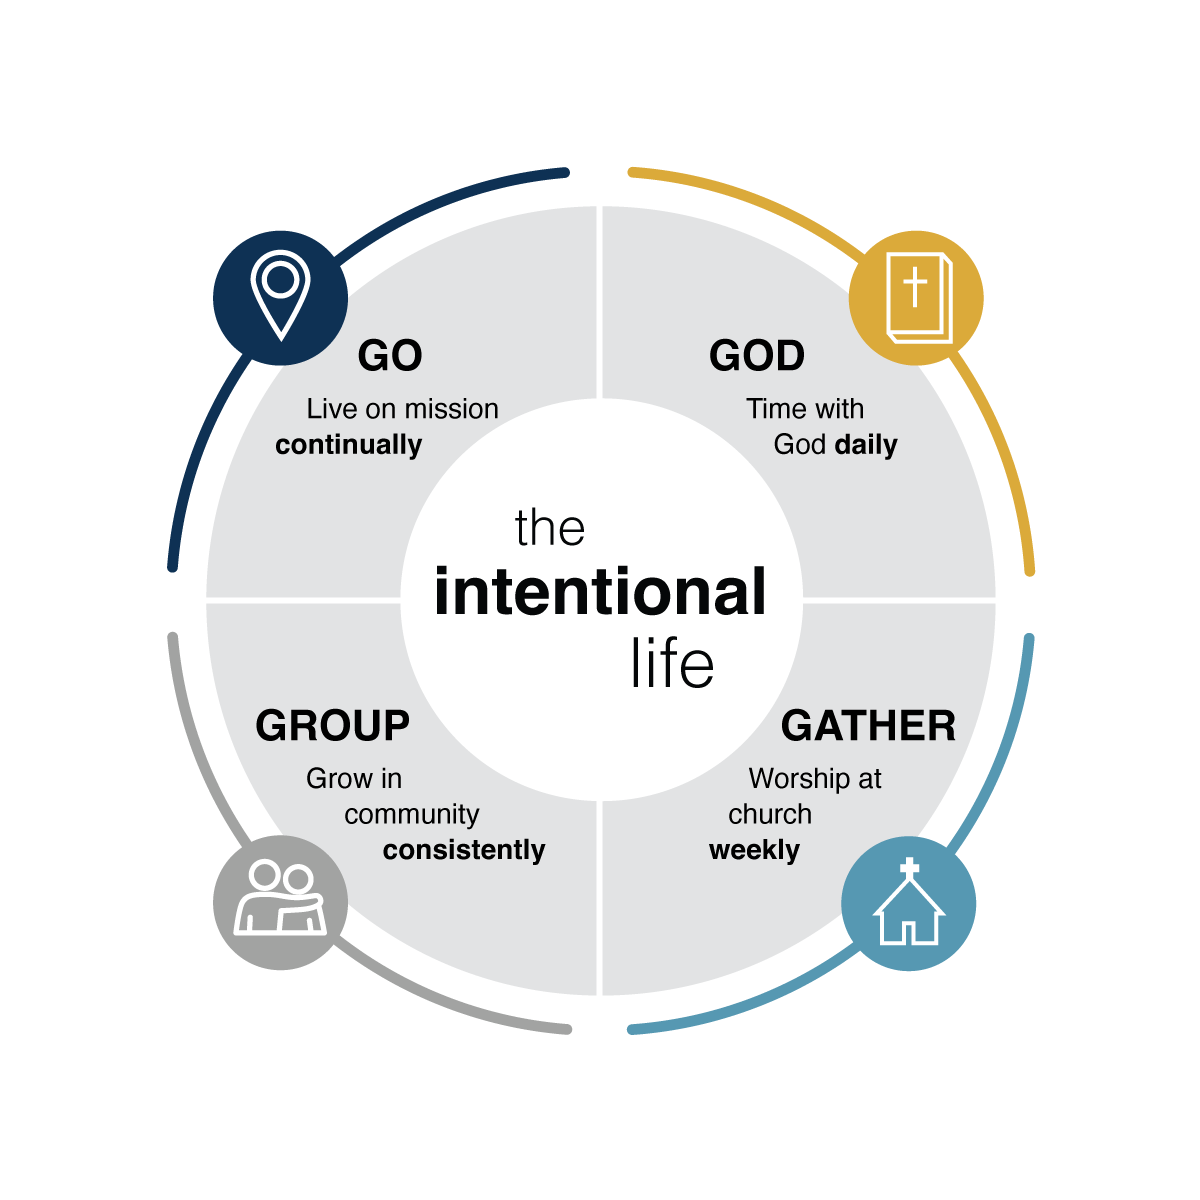 GO
Live on mission
continually
GOD
Time with
God daily
the
intentional
life
GROUP
Grow in
community
consistently
GATHER
Worship at
church
weekly